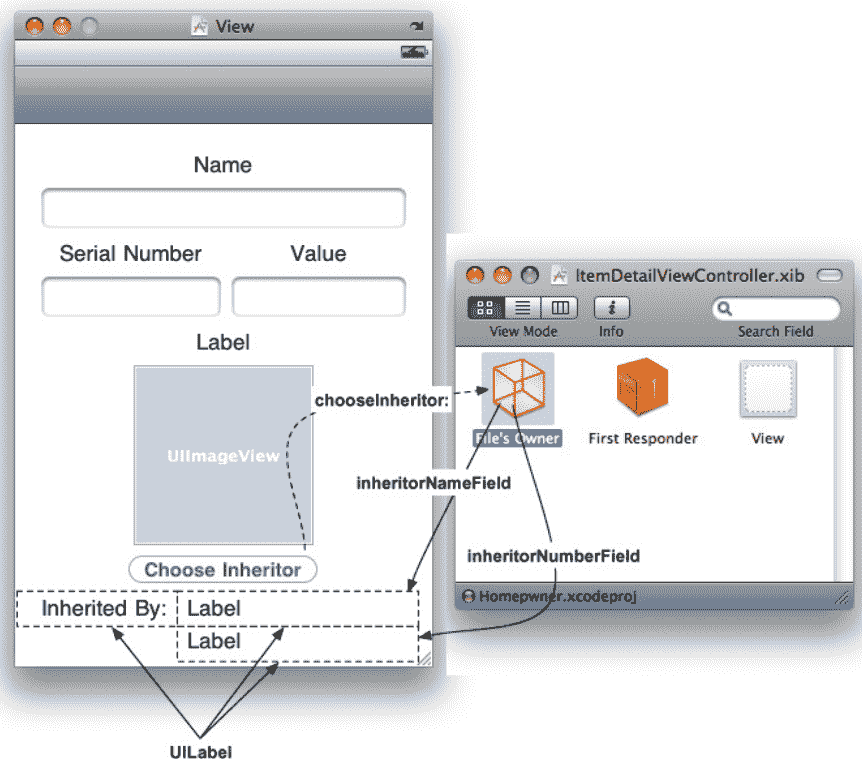 View
Name
Serial Number Value
Label
UIImageView
Choose Inheritor
Inherited By: Label
Label
UILabel
chooseInheritor:
inheritorNameField
inheritorNumberField
ItemDetailViewController.xib
View Mode Info Search Field
File's Owner First Responder View
Homepwner.xcodeproj